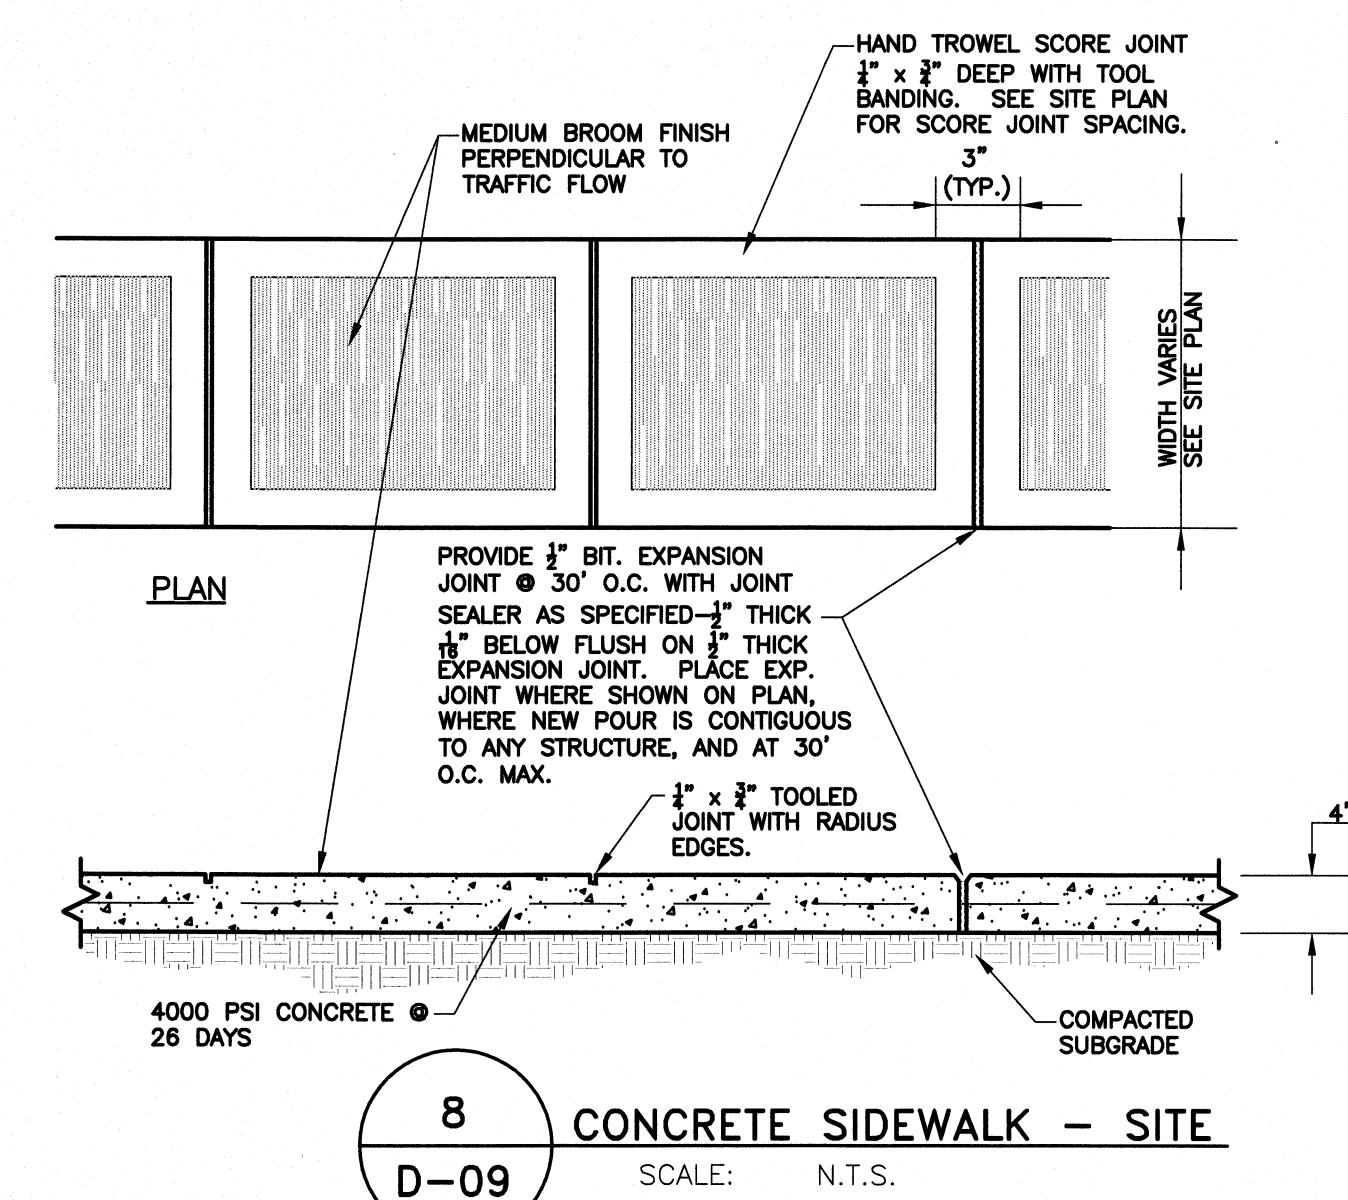 HAND TROWEL SCORE JOINT
1/4" x 3/4" DEEP WITH TOOL
BANDING. SEE SITE PLAN
FOR SCORE JOINT SPACING.
MEDIUM BROOM FINISH
PERPENDICULAR TO
TRAFFIC FLOW
3"
(TYP.)
WIDTH VARIES
SEE SITE PLAN
PLAN
PROVIDE 1/2" BIT. EXPANSION
JOINT @ 30' O.C. WITH JOINT
SEALER AS SPECIFIED-1/2" THICK
1/16" BELOW FLUSH ON 1/2" THICK
EXPANSION JOINT. PLACE EXP.
JOINT WHERE SHOWN ON PLAN,
WHERE NEW POUR IS CONTIGUOUS
TO ANY STRUCTURE, AND AT 30'
O.C. MAX.
1/4" x 3/4" TOOLED
JOINT WITH RADIUS
EDGES.
4"
4000 PSI CONCRETE @
26 DAYS
COMPACTED
SUBGRADE
8
D-09
CONCRETE SIDEWALK - SITE
SCALE: N.T.S.